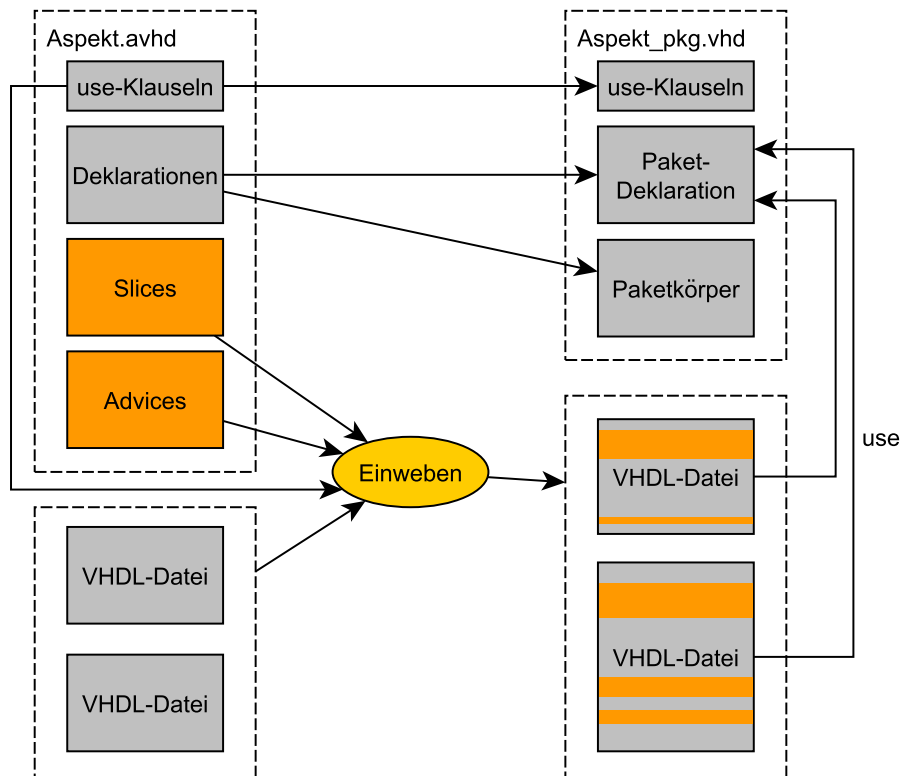 Aspekt.avhd
use-Klauseln
Deklarationen
Slices
Advices
VHDL-Datei
VHDL-Datei
Einweben
Aspekt_pkg.vhd
use-Klauseln
Paket-
Deklaration
Paketkörper
VHDL-Datei
VHDL-Datei
use